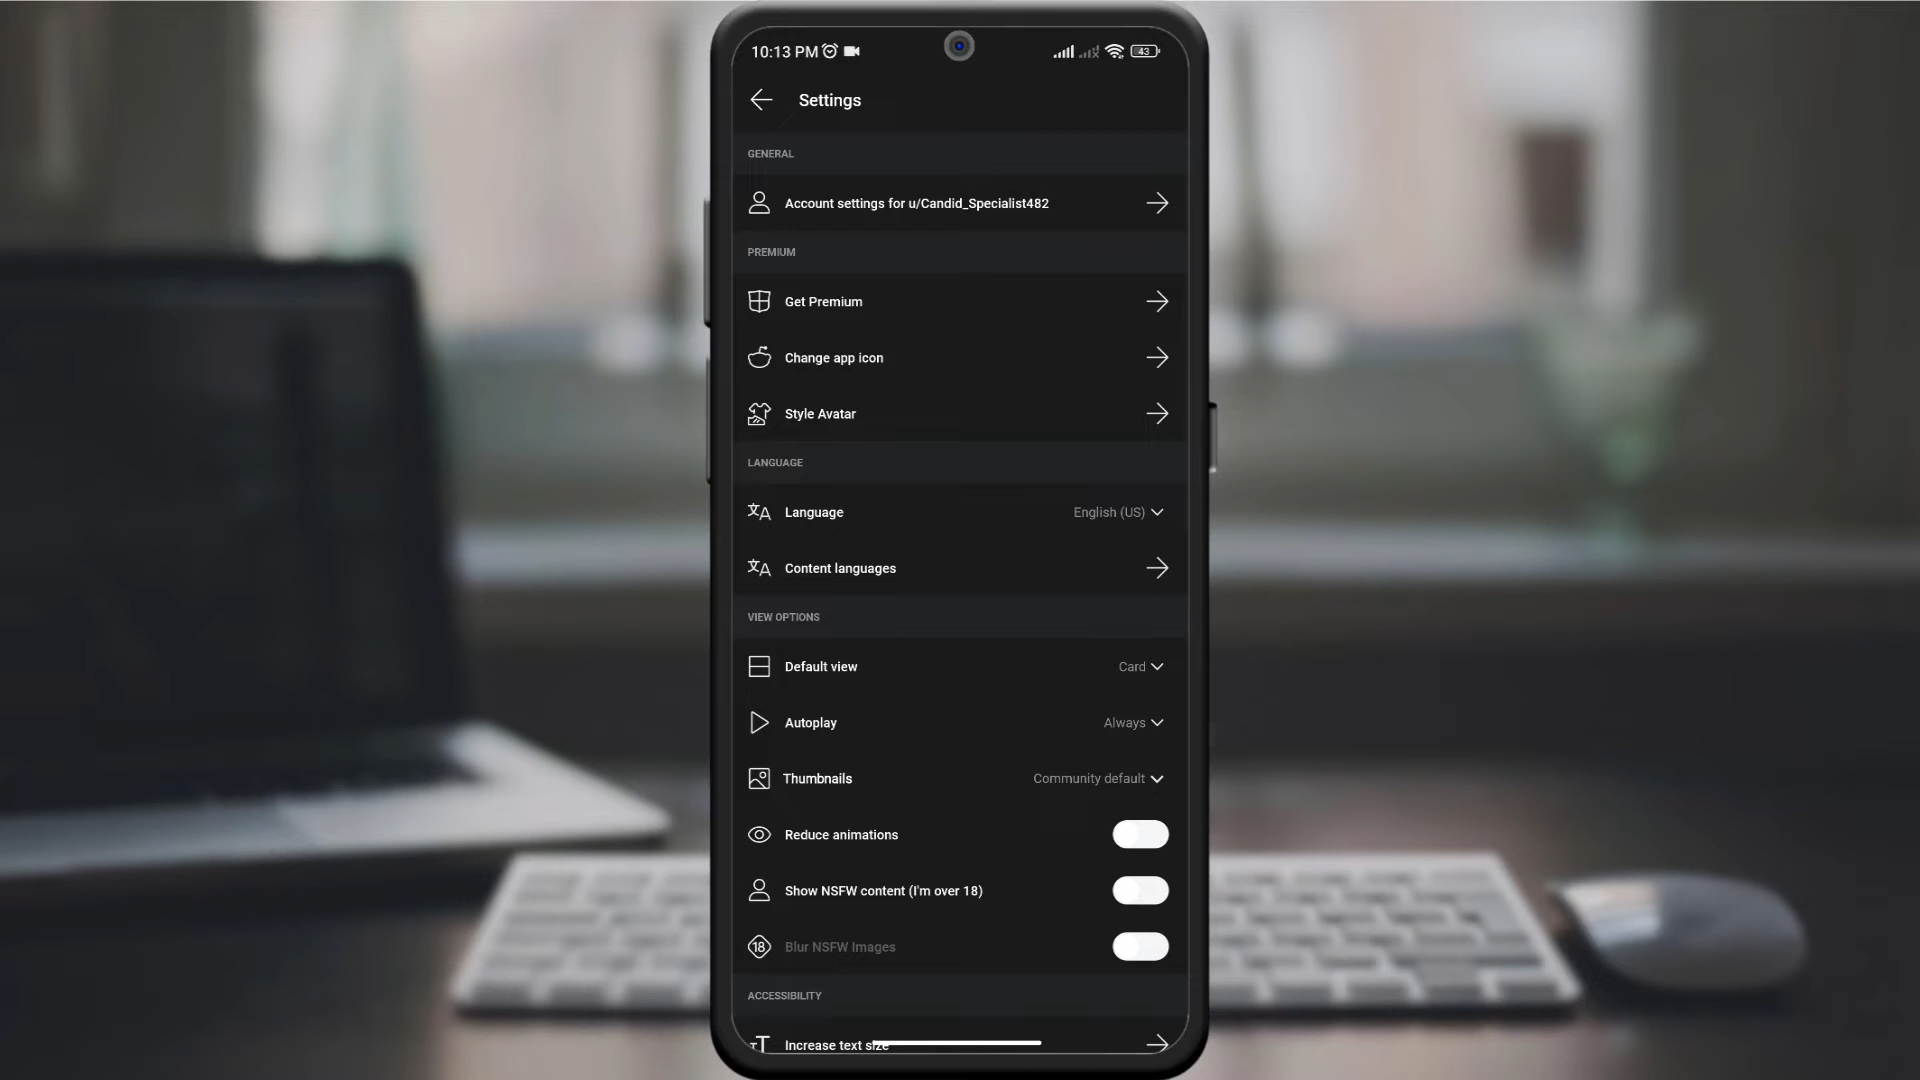 10:13 PM 43
Settings
GENERAL
Account settings for u/Candid_Specialist482
PREMIUM
Get Premium
Change app icon
Style Avatar
LANGUAGE
Language English (US)
Content languages
VIEW OPTIONS
Default view Card
Autoplay Always
Thumbnails Community default
Reduce animations
Show NSFW content (I'm over 18)
18 Blur NSFW Images
ACCESSIBILITY
Increase text size